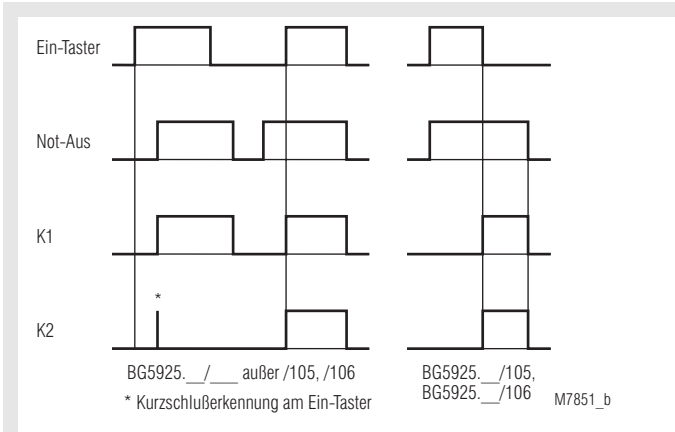 Ein-Taster
Not-Aus
K1
*
K2
BG5925.__/___ außer /105, /106
* Kurzschlußerkennung am Ein-Taster
BG5925.__/105,
BG5925.__/106
M7851_b